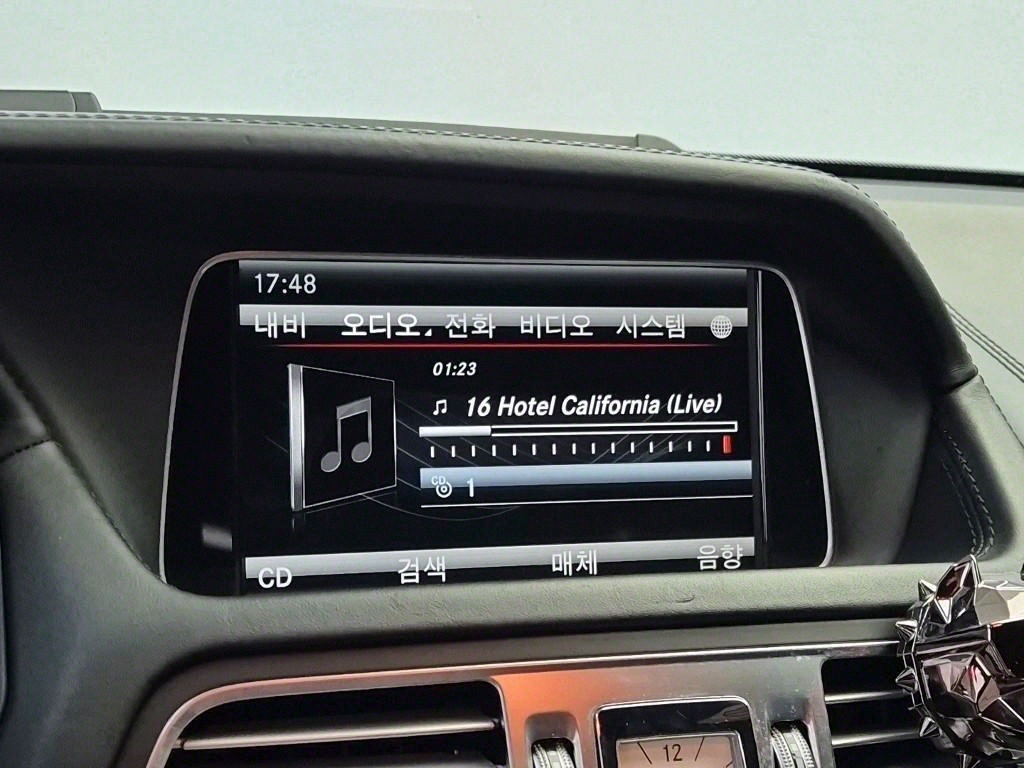 17:48
내비 오디오 전화 비디오 시스템
01:23
16 Hotel California (Live)
CD 1
CD 검색 매체 음향
12